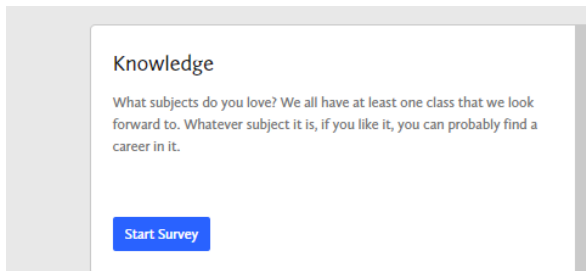 Knowledge
What subjects do you love? We all have at least one class that we look
forward to. Whatever subject it is, if you like it, you can probably find a
career in it.
Start Survey